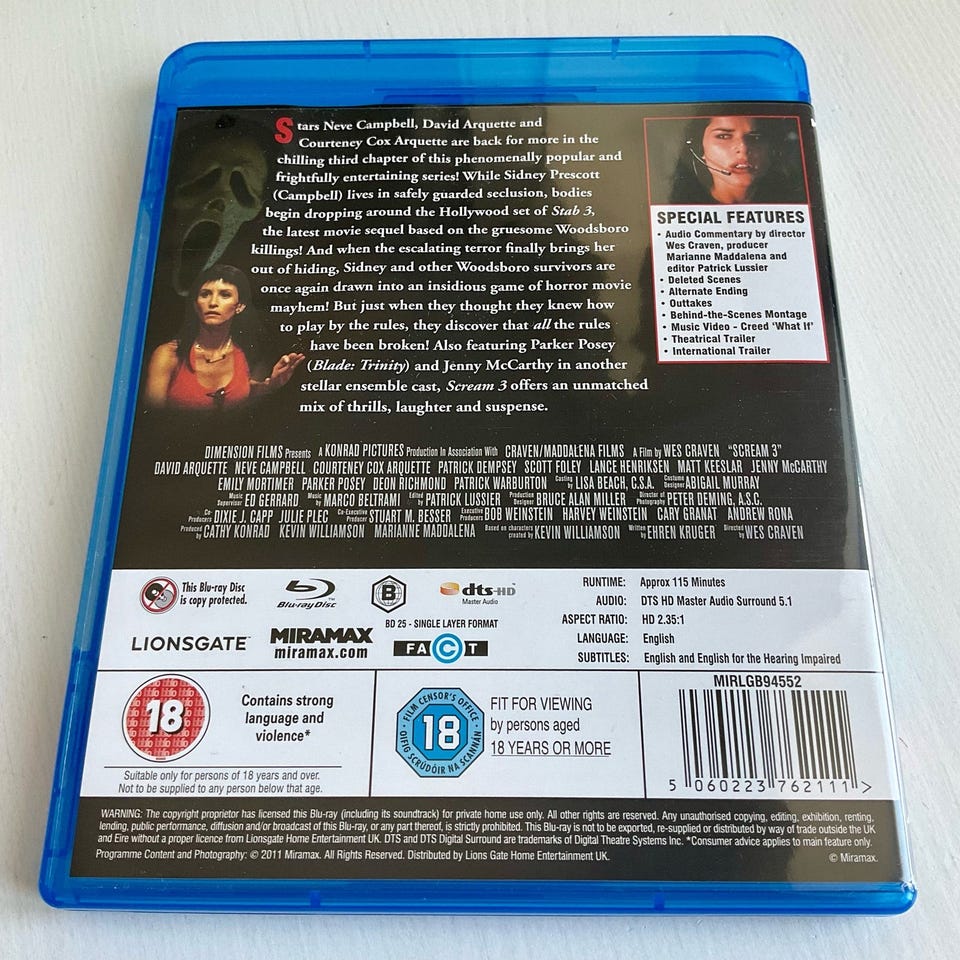 Stars Neve Campbell, David Arquette and
Courteney Cox Arquette are back for more in the
chilling third chapter of this phenomenally popular and
frightfully entertaining series! While Sidney Prescott
(Campbell) lives in safely guarded seclusion, bodies
begin dropping around the Hollywood set of Stab 3,
the latest movie sequel based on the gruesome Woodsboro
killings! And when the escalating terror finally brings her
out of hiding, Sidney and other Woodsboro survivors are
once again drawn into an insidious game of horror movie
mayhem! But just when they thought they knew how
to play by the rules, they discover that all the rules
have been broken! Also featuring Parker Posey
(Blade: Trinity) and Jenny McCarthy in another
stellar ensemble cast, Scream 3 offers an unmatched
mix of thrills, laughter and suspense.
SPECIAL FEATURES
• Audio Commentary by director
Wes Craven, producer
Marianne Maddalena and
editor Patrick Lussier
• Deleted Scenes
• Alternate Ending
• Outtakes
• Behind-the-Scenes Montage
• Music Video - Creed 'What If'
• Theatrical Trailer
• International Trailer
DIMENSION FILMS Presents A KONRAD PICTURES Production In Association With CRAVEN/MADDALENA FILMS A Film by WES CRAVEN "SCREAM 3"
DAVID ARQUETTE NEVE CAMPBELL COURTENEY COX ARQUETTE PATRICK DEMPSEY SCOTT FOLEY LANCE HENRIKSEN MATT KEESLAR JENNY McCARTHY
EMILY MORTIMER PARKER POSEY DEON RICHMOND PATRICK WARBURTON Casting by LISA BEACH, C.S.A. Costume Designer ABIGAIL MURRAY
Music Supervisor ED GERRARD Music by MARCO BELTRAMI Edited by PATRICK LUSSIER Production Designer BRUCE ALAN MILLER Director of Photography PETER DEMING, A.S.C.
Co-Producers DIXIE J. CAPP JULIE PLEC Co-Executive Producer STUART M. BESSER Executive Producers BOB WEINSTEIN HARVEY WEINSTEIN CARY GRANAT ANDREW RONA
Produced by CATHY KONRAD KEVIN WILLIAMSON MARIANNE MADDALENA Based on characters created by KEVIN WILLIAMSON Written by EHREN KRUGER Directed by WES CRAVEN
This Blu-ray Disc
is copy protected.
Blu-ray Disc™
B
dts-HD
Master Audio
LIONSGATE
MIRAMAX
miramax.com
BD 25 - SINGLE LAYER FORMAT
FACT
RUNTIME: Approx 115 Minutes
AUDIO: DTS HD Master Audio Surround 5.1
ASPECT RATIO: HD 2.35:1
LANGUAGE: English
SUBTITLES: English and English for the Hearing Impaired
18
Contains strong
language and
violence*
Suitable only for persons of 18 years and over.
Not to be supplied to any person below that age.
FILM CENSOR'S OFFICE
18
OIFIG SCRÚDÓIR NA SCANNÁN
FIT FOR VIEWING
by persons aged
18 YEARS OR MORE
MIRLGB94552
5 060223 762111 >
WARNING: The copyright proprietor has licensed this Blu-ray (including its soundtrack) for private home use only. All other rights are reserved. Any unauthorised copying, editing, exhibition, renting,
lending, public performance, diffusion and/or broadcast of this Blu-ray, or any part thereof, is strictly prohibited. This Blu-ray is not to be exported, re-supplied or distributed by way of trade outside the UK
and Eire without a proper licence from Lionsgate Home Entertainment UK. DTS and DTS Digital Surround are trademarks of Digital Theatre Systems Inc. *Consumer advice applies to main feature only.
Programme Content and Photography: © 2011 Miramax. All Rights Reserved. Distributed by Lions Gate Home Entertainment UK.
© Miramax.